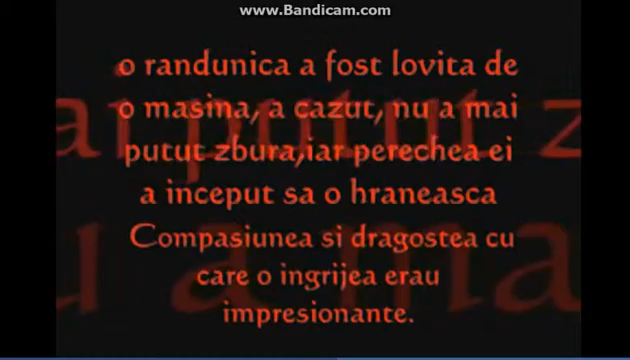 www.Bandicam.com
o randunica a fost lovita de
o masina, a cazut, nu a mai
putut zbura,iar perechea ei
a inceput sa o hraneasca
Compasiunea si dragostea cu
care o ingrijea erau
impresionante.